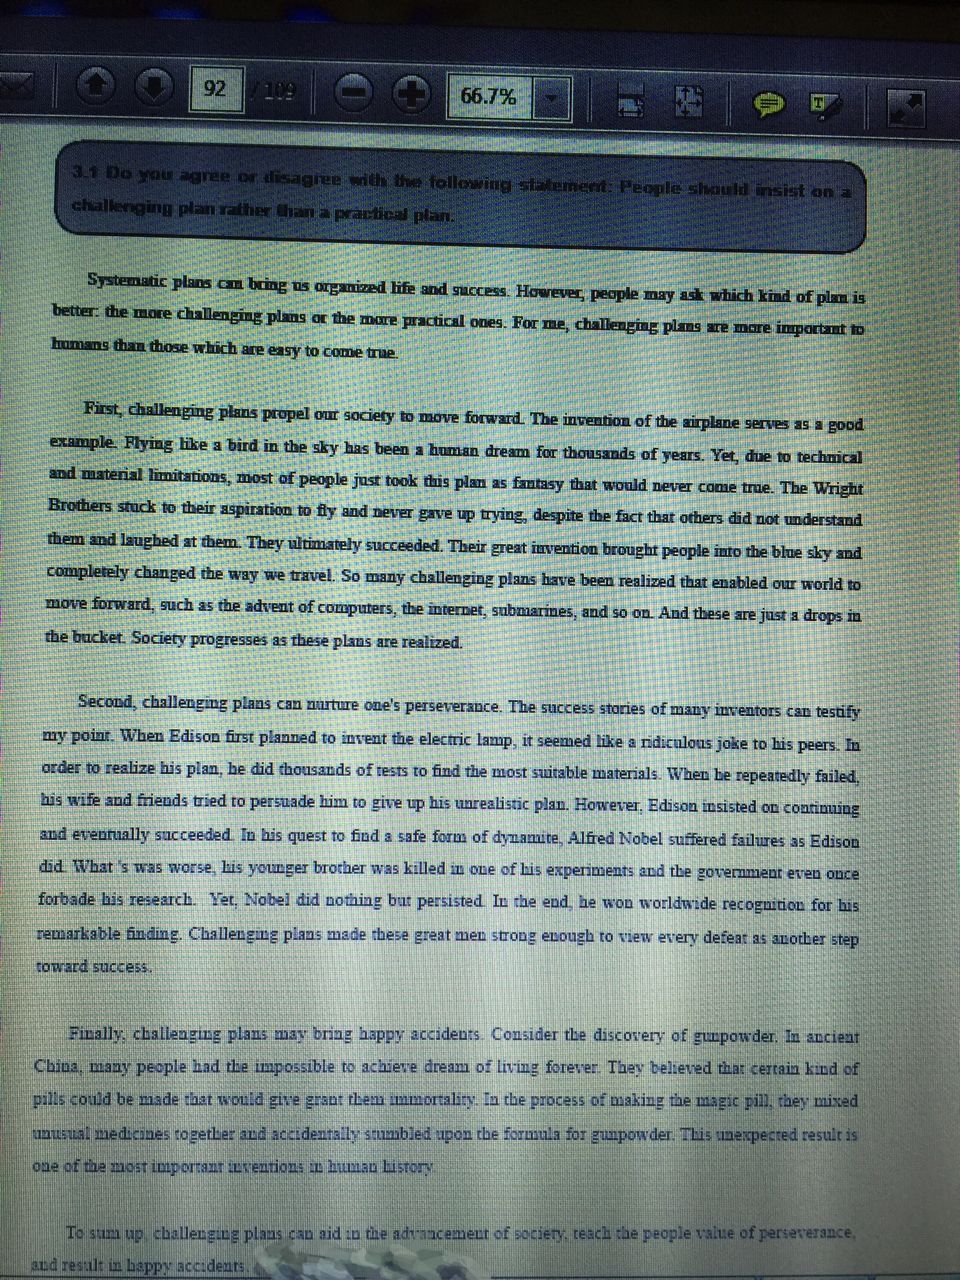 92 / 109
66.7%
T
3.1 Do you agree or disagree with the following statement: People should insist on a
challenging plan rather than a practical plan.
Systematic plans can bring us organized life and success. However, people may ask which kind of plan is
better: the more challenging plans or the more practical ones. For me, challenging plans are more important to
humans than those which are easy to come true.
First, challenging plans propel our society to move forward. The invention of the airplane serves as a good
example. Flying like a bird in the sky has been a human dream for thousands of years. Yet, due to technical
and material limitations, most of people just took this plan as fantasy that would never come true. The Wright
Brothers stuck to their aspiration to fly and never gave up trying, despite the fact that others did not understand
them and laughed at them. They ultimately succeeded. Their great invention brought people into the blue sky and
completely changed the way we travel. So many challenging plans have been realized that enabled our world to
move forward, such as the advent of computers, the internet, submarines, and so on. And these are just a drops in
the bucket. Society progresses as these plans are realized.
Second, challenging plans can nurture one's perseverance. The success stories of many inventors can testify
my point. When Edison first planned to invent the electric lamp, it seemed like a ridiculous joke to his peers. In
order to realize his plan, he did thousands of tests to find the most suitable materials. When he repeatedly failed,
his wife and friends tried to persuade him to give up his unrealistic plan. However, Edison insisted on continuing
and eventually succeeded. In his quest to find a safe form of dynamite, Alfred Nobel suffered failures as Edison
did. What 's was worse, his younger brother was killed in one of his experiments and the government even once
forbade his research. Yet, Nobel did nothing but persisted. In the end, he won worldwide recognition for his
remarkable finding. Challenging plans made these great men strong enough to view every defeat as another step
toward success.
Finally, challenging plans may bring happy accidents. Consider the discovery of gunpowder. In ancient
China, many people had the impossible to achieve dream of living forever. They believed that certain kind of
pills could be made that would give grant them immortality. In the process of making the magic pill, they mixed
unusual medicines together and accidentally stumbled upon the formula for gunpowder. This unexpected result is
one of the most important inventions in human history.
To sum up, challenging plans can aid in the advancement of society, teach the people value of perseverance,
and result in happy accidents.